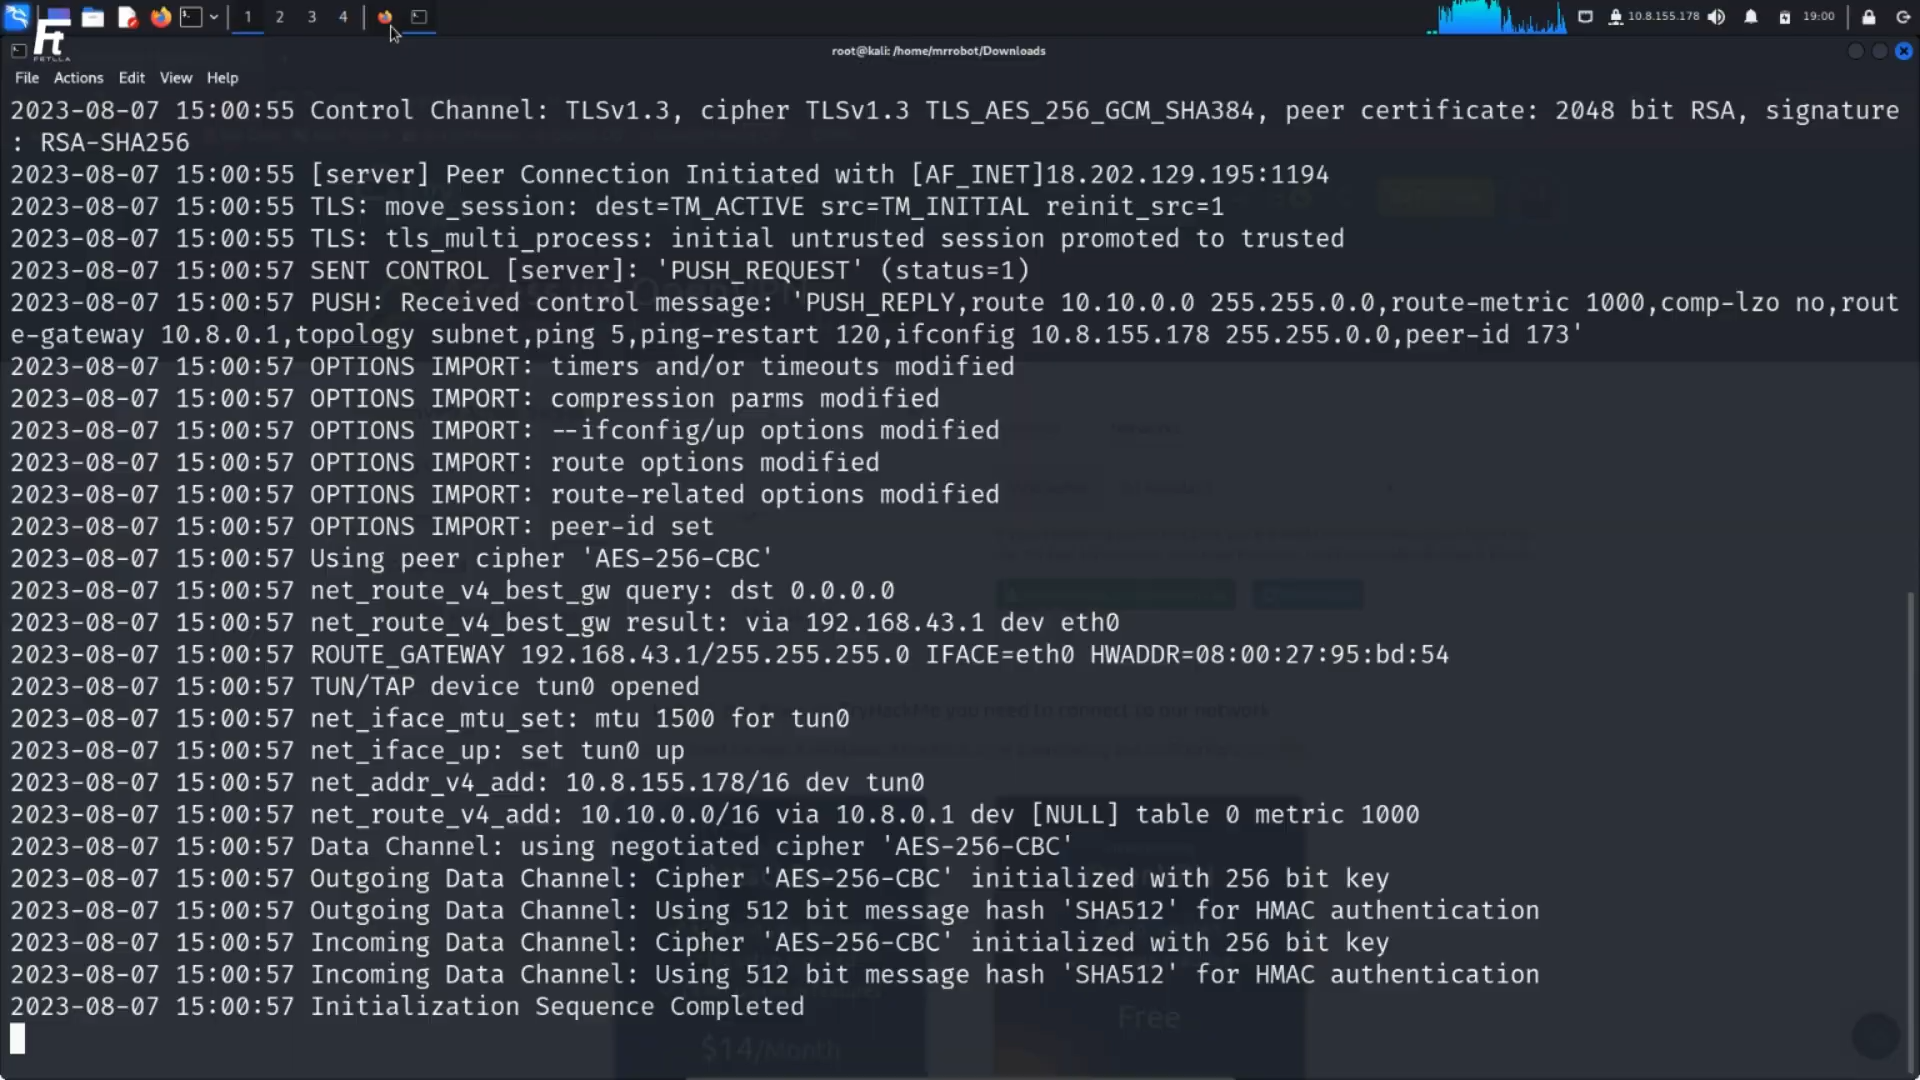 1 2 3 4 10.8.155.178 19:00
Ft
FETLLA
root@kali: /home/mrrobot/Downloads
File Actions Edit View Help
2023-08-07 15:00:55 Control Channel: TLSv1.3, cipher TLSv1.3 TLS_AES_256_GCM_SHA384, peer certificate: 2048 bit RSA, signature
: RSA-SHA256
2023-08-07 15:00:55 [server] Peer Connection Initiated with [AF_INET]18.202.129.195:1194
2023-08-07 15:00:55 TLS: move_session: dest=TM_ACTIVE src=TM_INITIAL reinit_src=1
2023-08-07 15:00:55 TLS: tls_multi_process: initial untrusted session promoted to trusted
2023-08-07 15:00:57 SENT CONTROL [server]: 'PUSH_REQUEST' (status=1)
2023-08-07 15:00:57 PUSH: Received control message: 'PUSH_REPLY,route 10.10.0.0 255.255.0.0,route-metric 1000,comp-lzo no,rout
e-gateway 10.8.0.1,topology subnet,ping 5,ping-restart 120,ifconfig 10.8.155.178 255.255.0.0,peer-id 173'
2023-08-07 15:00:57 OPTIONS IMPORT: timers and/or timeouts modified
2023-08-07 15:00:57 OPTIONS IMPORT: compression parms modified
2023-08-07 15:00:57 OPTIONS IMPORT: --ifconfig/up options modified
2023-08-07 15:00:57 OPTIONS IMPORT: route options modified
2023-08-07 15:00:57 OPTIONS IMPORT: route-related options modified
2023-08-07 15:00:57 OPTIONS IMPORT: peer-id set
2023-08-07 15:00:57 Using peer cipher 'AES-256-CBC'
2023-08-07 15:00:57 net_route_v4_best_gw query: dst 0.0.0.0
2023-08-07 15:00:57 net_route_v4_best_gw result: via 192.168.43.1 dev eth0
2023-08-07 15:00:57 ROUTE_GATEWAY 192.168.43.1/255.255.255.0 IFACE=eth0 HWADDR=08:00:27:95:bd:54
2023-08-07 15:00:57 TUN/TAP device tun0 opened
2023-08-07 15:00:57 net_iface_mtu_set: mtu 1500 for tun0
2023-08-07 15:00:57 net_iface_up: set tun0 up
2023-08-07 15:00:57 net_addr_v4_add: 10.8.155.178/16 dev tun0
2023-08-07 15:00:57 net_route_v4_add: 10.10.0.0/16 via 10.8.0.1 dev [NULL] table 0 metric 1000
2023-08-07 15:00:57 Data Channel: using negotiated cipher 'AES-256-CBC'
2023-08-07 15:00:57 Outgoing Data Channel: Cipher 'AES-256-CBC' initialized with 256 bit key
2023-08-07 15:00:57 Outgoing Data Channel: Using 512 bit message hash 'SHA512' for HMAC authentication
2023-08-07 15:00:57 Incoming Data Channel: Cipher 'AES-256-CBC' initialized with 256 bit key
2023-08-07 15:00:57 Incoming Data Channel: Using 512 bit message hash 'SHA512' for HMAC authentication
2023-08-07 15:00:57 Initialization Sequence Completed
Free
$14/Month